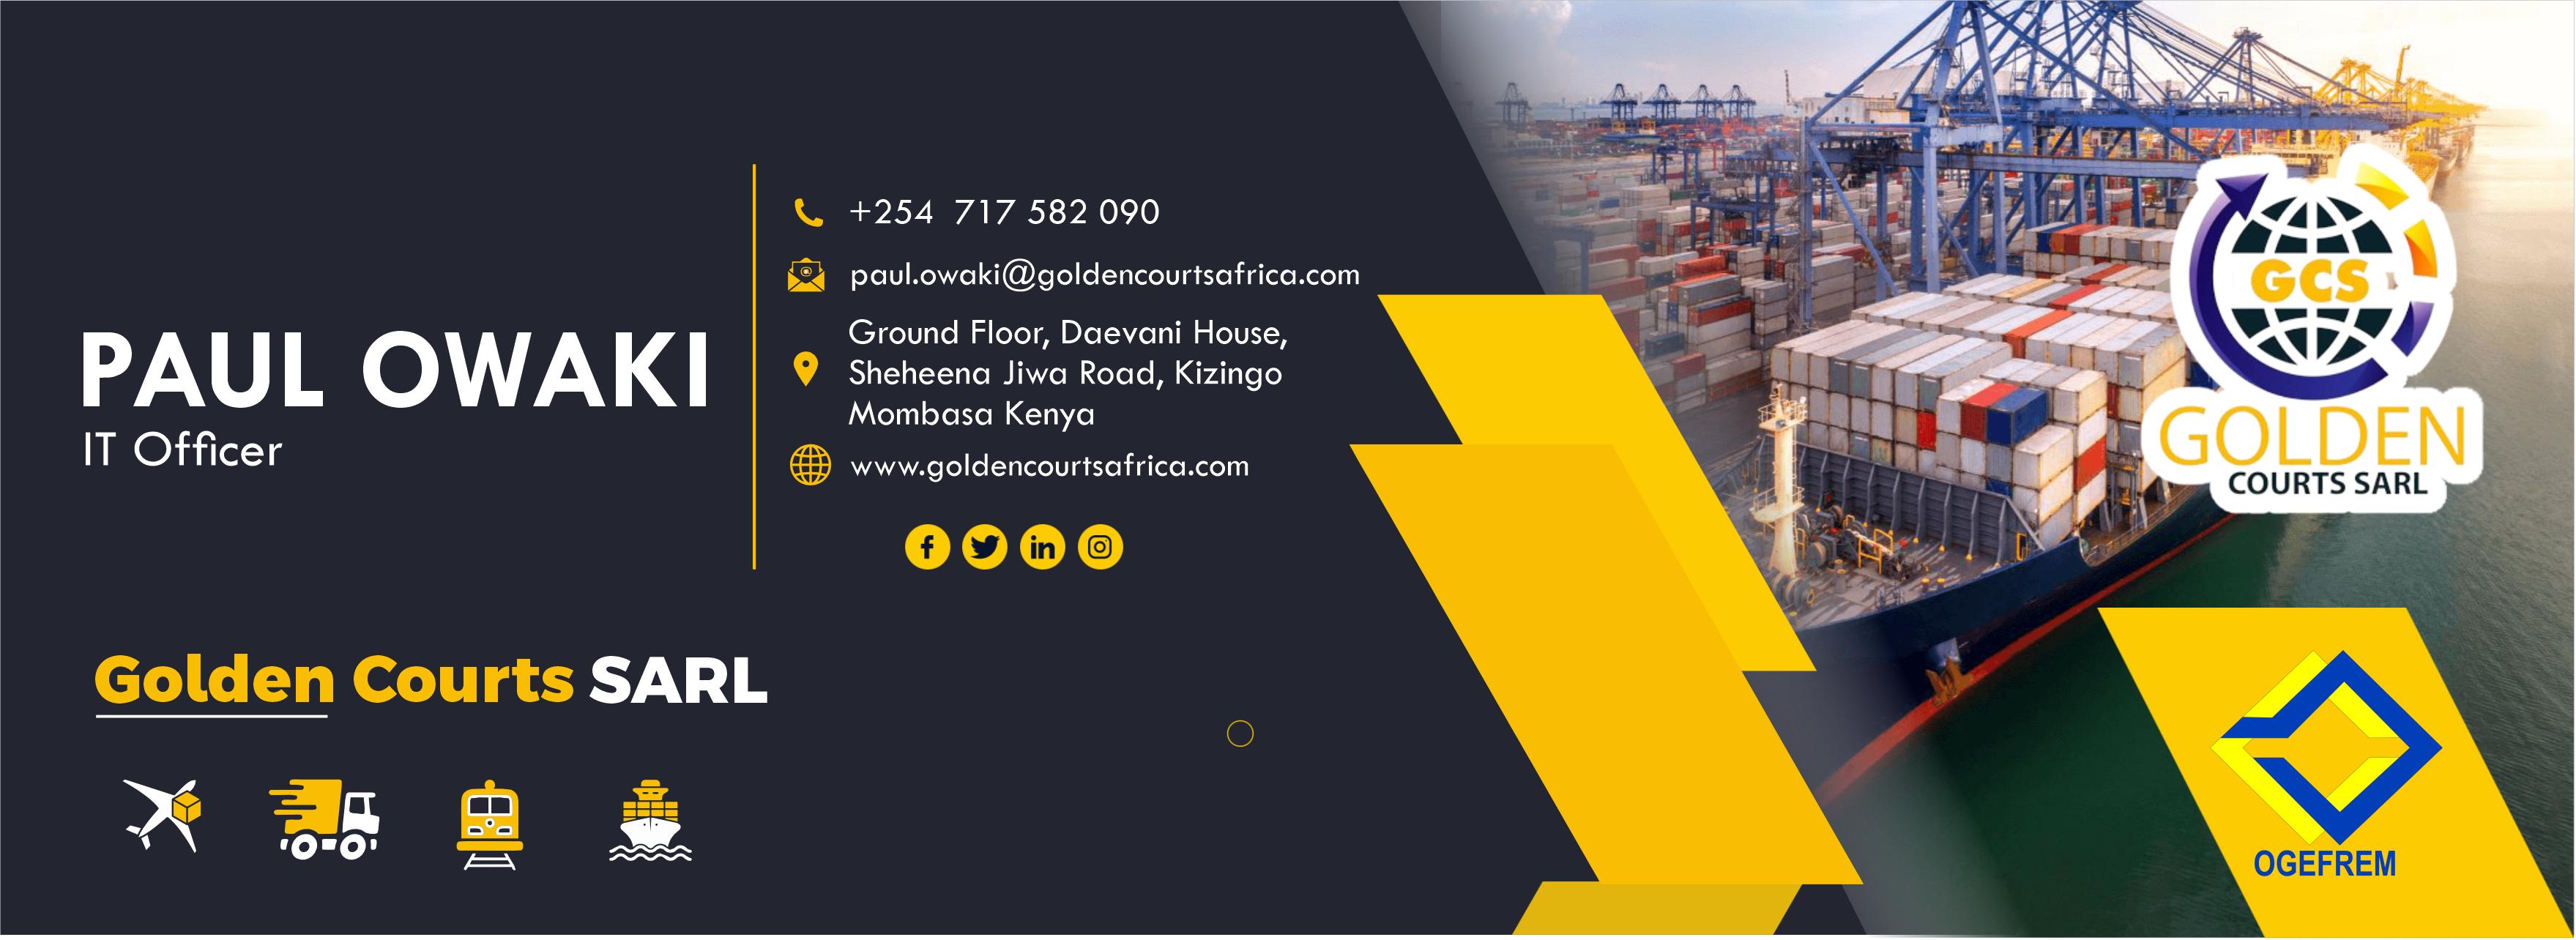 PAUL OWAKI
IT Officer
+254 717 582 090
paul.owaki@goldencourtsafrica.com
Ground Floor, Daevani House,
Sheheena Jiwa Road, Kizingo
Mombasa Kenya
www.goldencourtsafrica.com
Golden Courts SARL
GCS
GOLDEN
COURTS SARL
OGEFREM